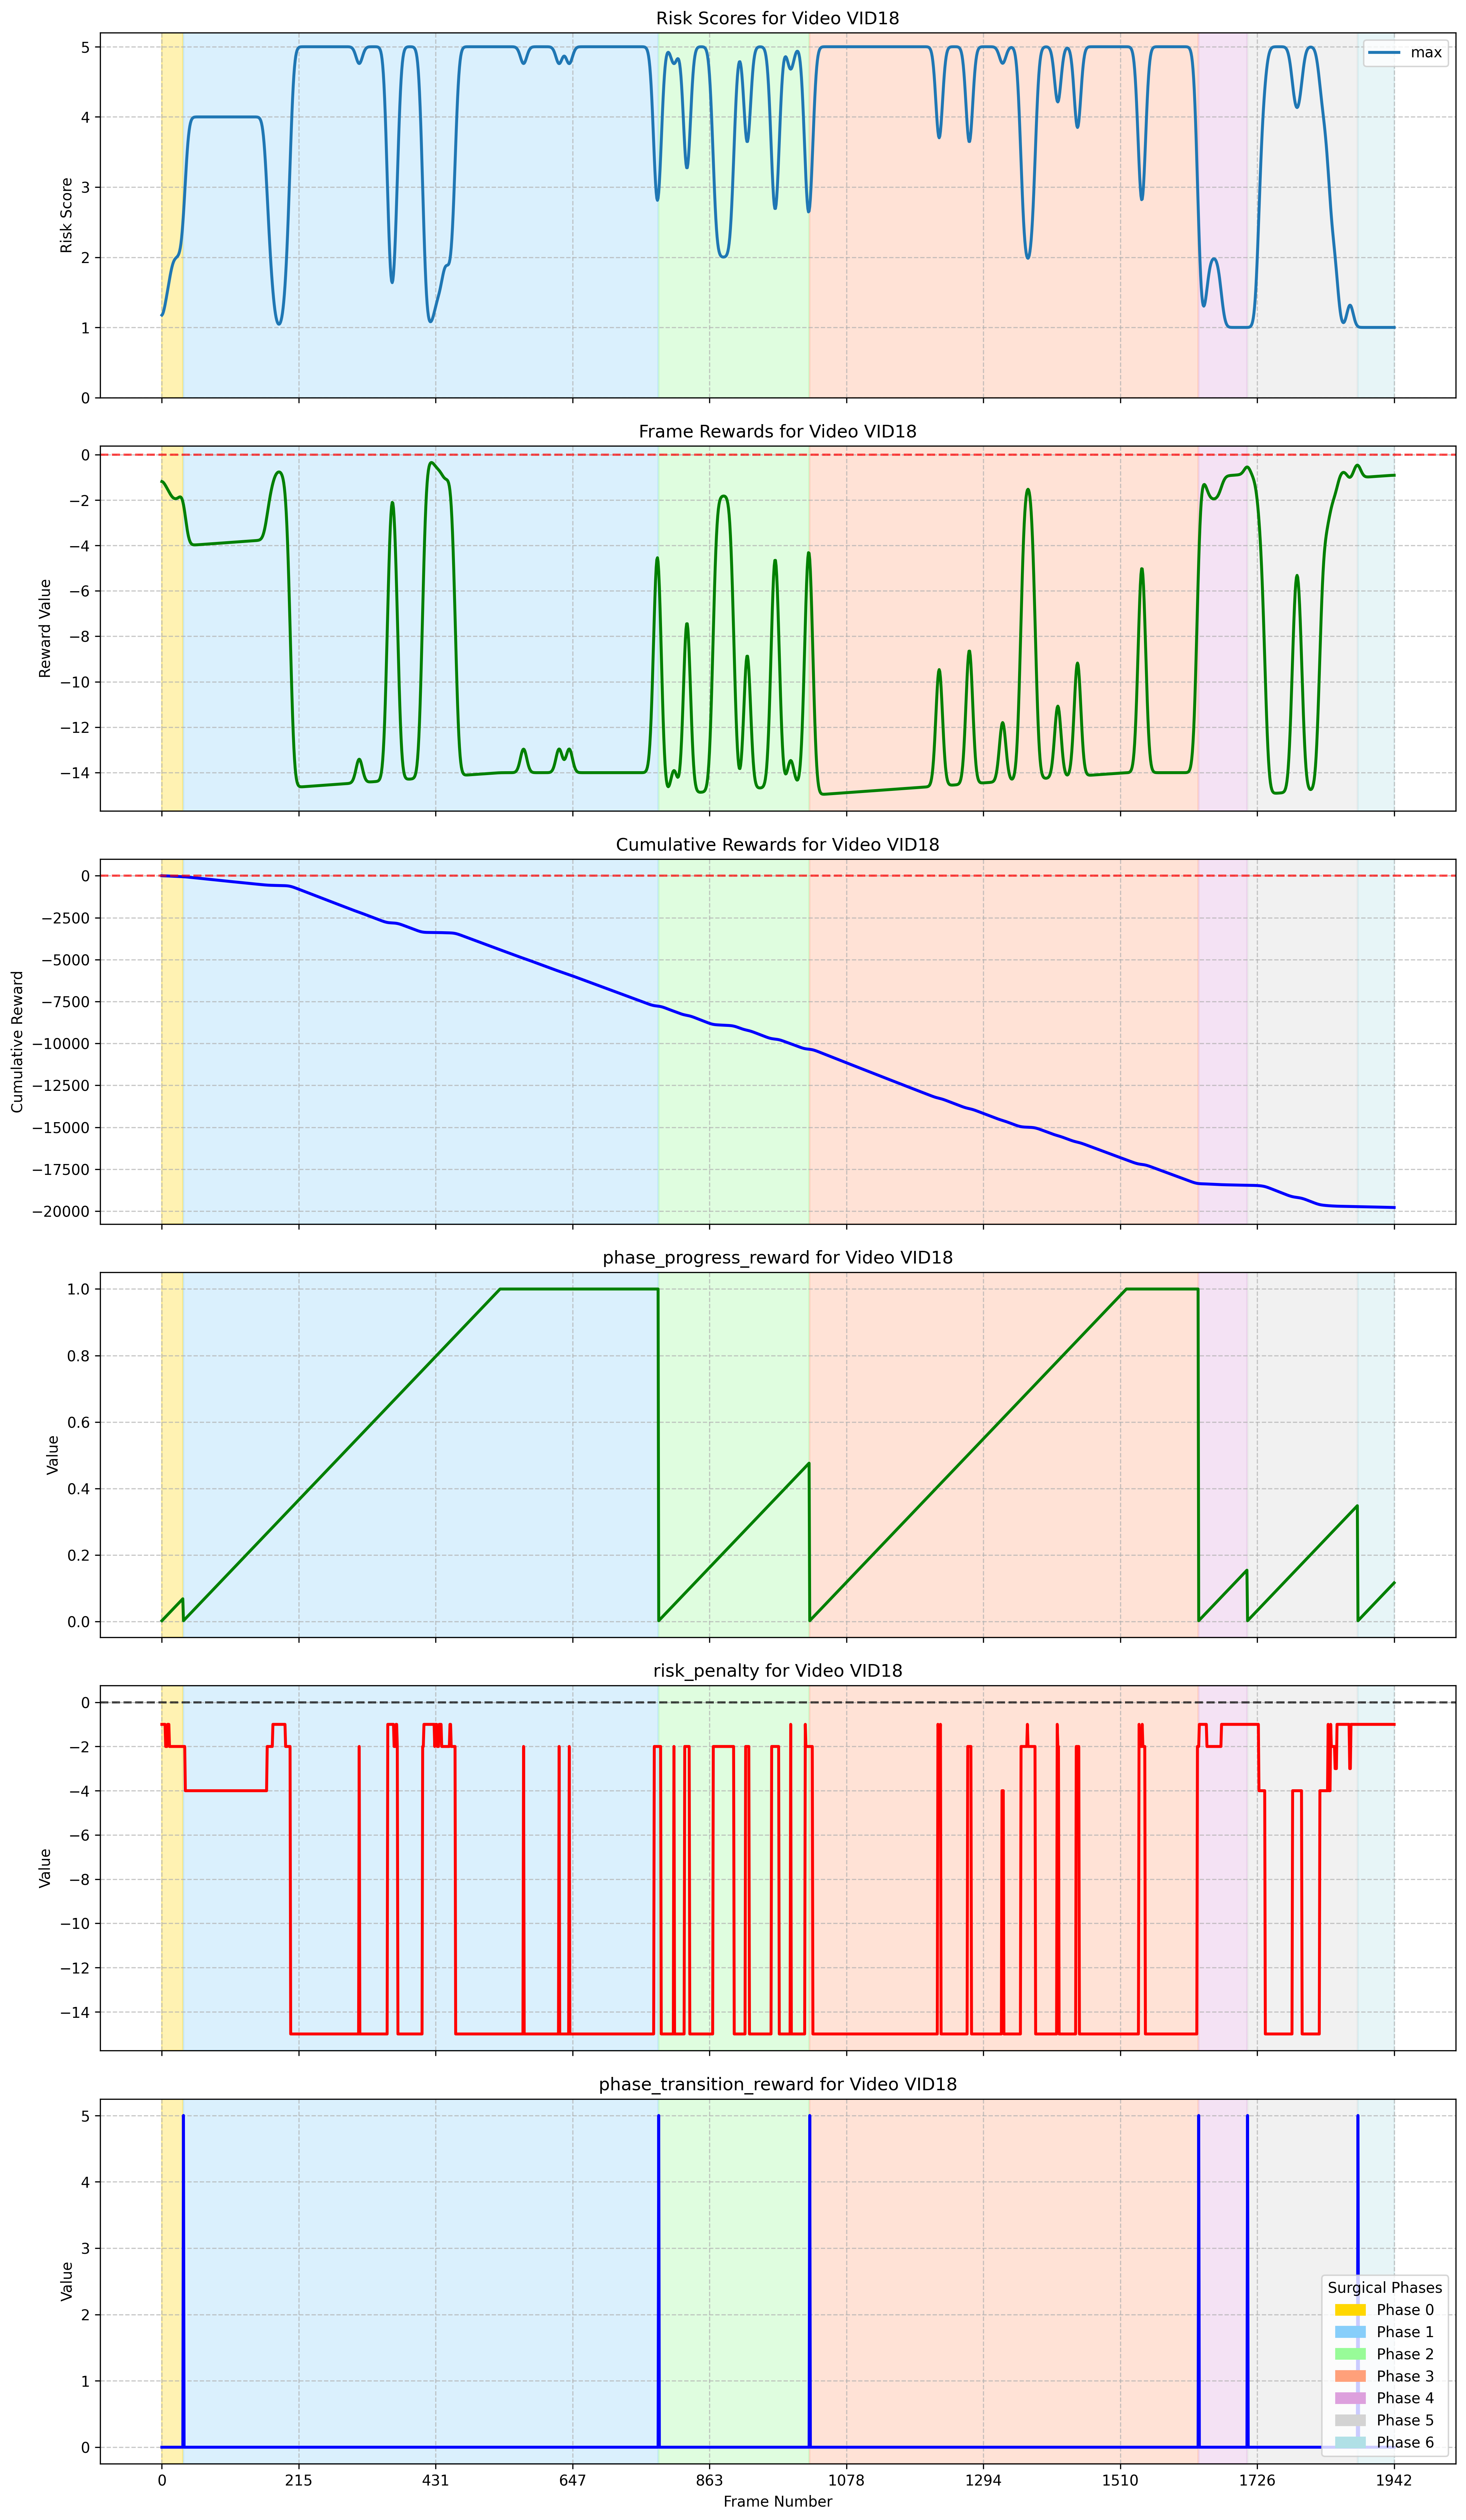 Risk Scores for Video VID18
5
4
3
2
1
0
Risk Score
max
Frame Rewards for Video VID18
0
−2
−4
−6
−8
−10
−12
−14
Reward Value
Cumulative Rewards for Video VID18
0
−2500
−5000
−7500
−10000
−12500
−15000
−17500
−20000
Cumulative Reward
phase_progress_reward for Video VID18
1.0
0.8
0.6
0.4
0.2
0.0
Value
risk_penalty for Video VID18
0
−2
−4
−6
−8
−10
−12
−14
Value
phase_transition_reward for Video VID18
5
4
3
2
1
0
Value
Surgical Phases
Phase 0
Phase 1
Phase 2
Phase 3
Phase 4
Phase 5
Phase 6
0 215 431 647 863 1078 1294 1510 1726 1942
Frame Number